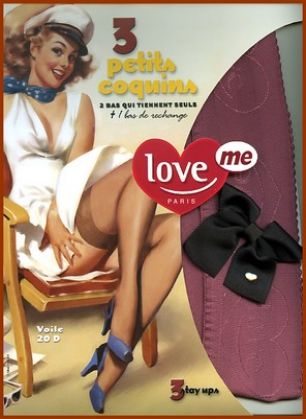 3
petits
coquins
2 BAS QUI TIENNENT SEULS
+ 1 bas de rechange
love me
PARIS
Voile
20 D
3 Stay ups